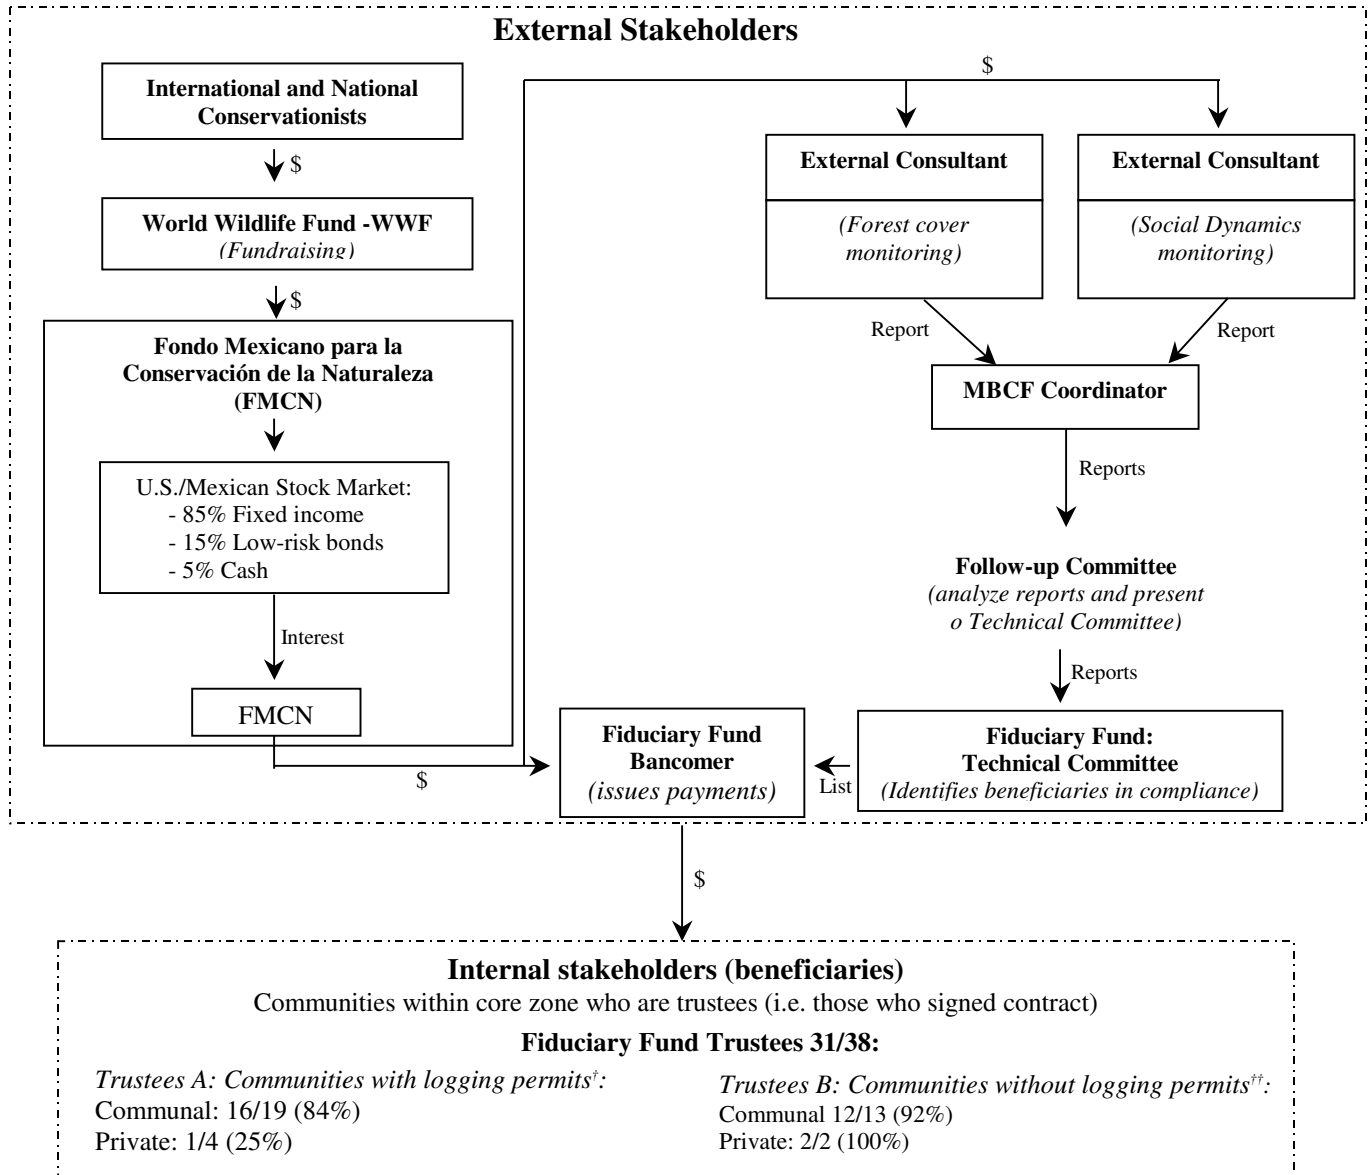 External Stakeholders
International and National
Conservationists
$
World Wildlife Fund -WWF
(Fundraising)
$
Fondo Mexicano para la
Conservación de la Naturaleza
(FMCN)
U.S./Mexican Stock Market:
- 85% Fixed income
- 15% Low-risk bonds
- 5% Cash
Interest
FMCN
$
$
External Consultant
(Forest cover
monitoring)
External Consultant
(Social Dynamics
monitoring)
Report
Report
MBCF Coordinator
Reports
Follow-up Committee
(analyze reports and present
o Technical Committee)
Reports
Fiduciary Fund:
Technical Committee
(Identifies beneficiaries in compliance)
List
Fiduciary Fund
Bancomer
(issues payments)
$
Internal stakeholders (beneficiaries)
Communities within core zone who are trustees (i.e. those who signed contract)
Fiduciary Fund Trustees 31/38:
Trustees A: Communities with logging permits†:
Communal: 16/19 (84%)
Private: 1/4 (25%)
Trustees B: Communities without logging permits††:
Communal 12/13 (92%)
Private: 2/2 (100%)